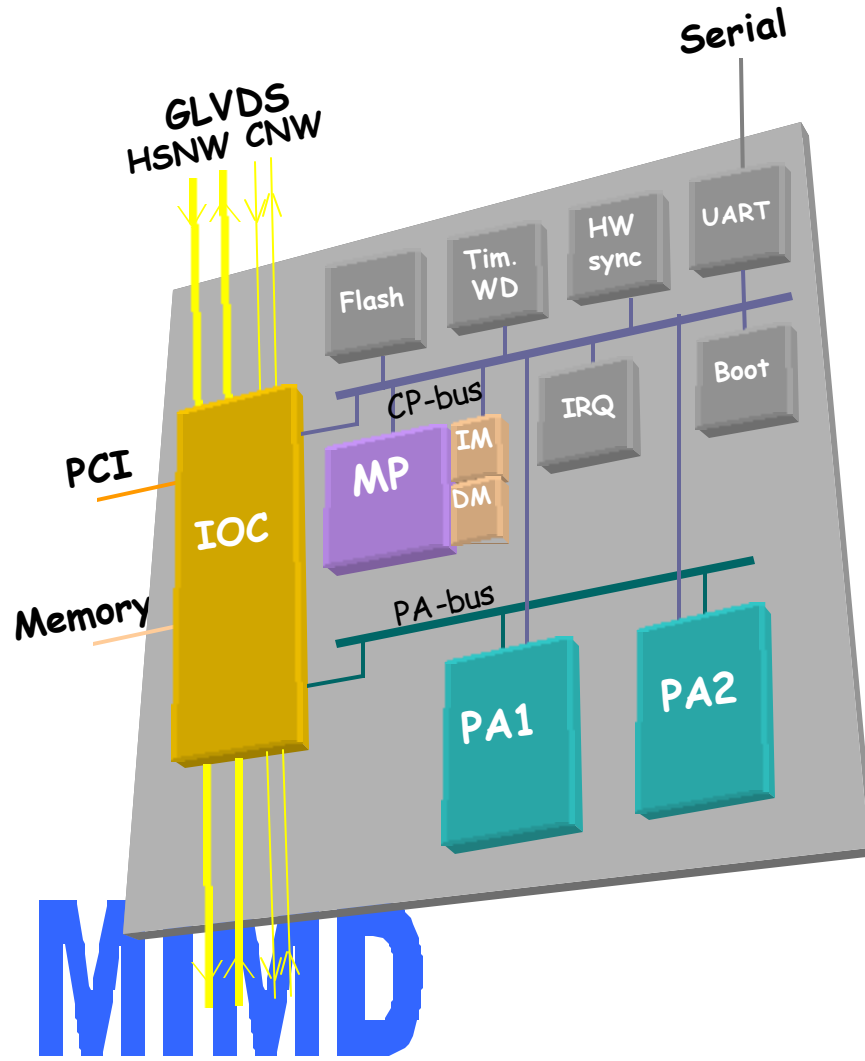 Serial
GLVDS
HSNW CNW
UART
HW
sync
Tim.
WD
Flash
Boot
IRQ
CP-bus
IM
MP
DM
PCI
IOC
Memory
PA-bus
PA2
PA1
MIMD